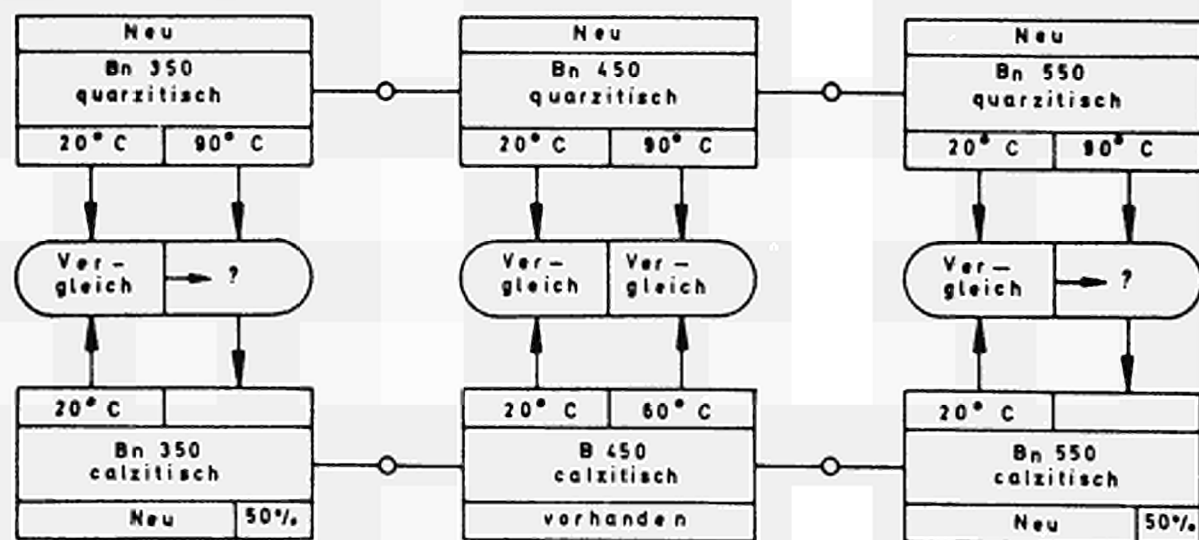 Neu
Bn 350
quarzitisch
20° C 90° C
Ver-
gleich
?
20° C
Bn 350
calzitisch
Neu 50%
Neu
Bn 450
quarzitisch
20° C 90° C
Ver- Ver-
gleich gleich
20° C 60° C
B 450
calzitisch
vorhanden
Neu
Bn 550
quarzitisch
20° C 90° C
Ver-
gleich
?
20° C
Bn 550
calzitisch
Neu 50%